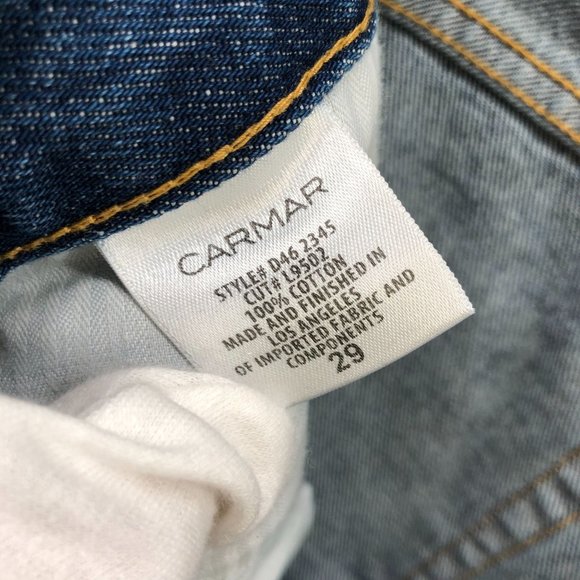 CARMAR
STYLE# D46 2345
CUT# L9502
100% COTTON
MADE AND FINISHED IN
LOS ANGELES
OF IMPORTED FABRIC AND
COMPONENTS
29